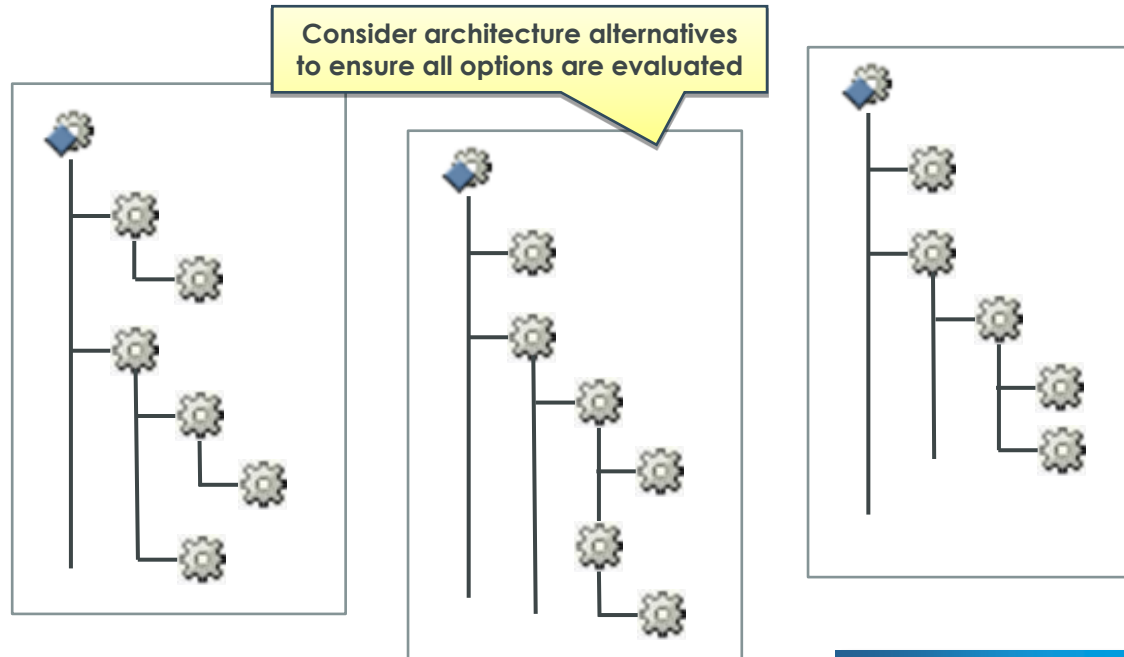 Consider architecture alternatives
to ensure all options are evaluated